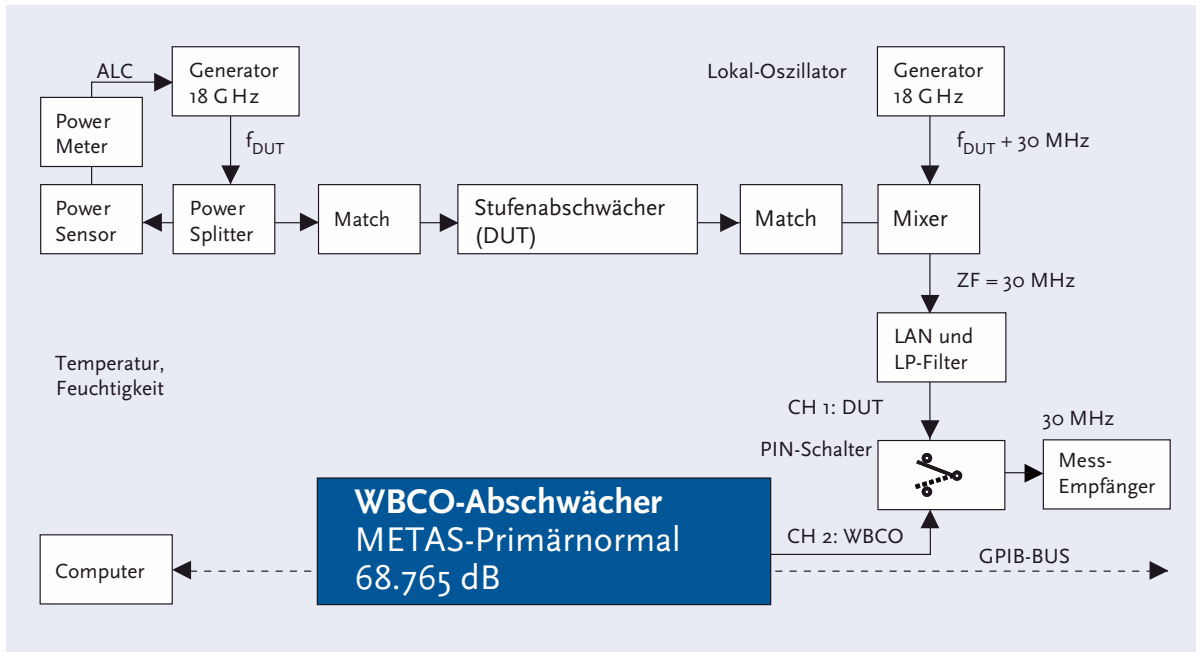 ALC
Generator
18 GHz
Lokal-Oszillator
Generator
18 GHz
Power
Meter
f_DUT
f_DUT + 30 MHz
Power
Sensor
Power
Splitter
Match
Stufenabschwächer
(DUT)
Match
Mixer
ZF = 30 MHz
LAN und
LP-Filter
Temperatur,
Feuchtigkeit
CH 1: DUT
30 MHz
PIN-Schalter
Mess-
Empfänger
WBCO-Abschwächer
METAS-Primärnormal
68.765 dB
CH 2: WBCO
GPIB-BUS
Computer